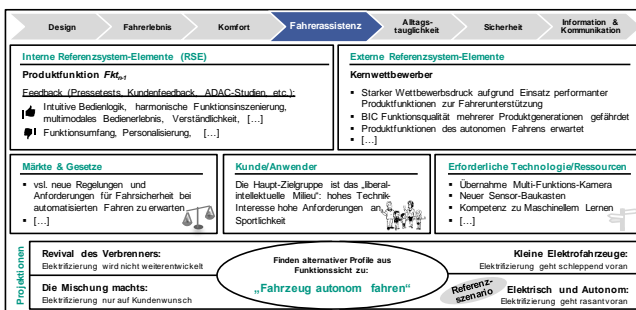 Design
Fahrerlebnis
Komfort
Fahrerassistenz
Alltags-
tauglichkeit
Sicherheit
Information &
Kommunikation
Interne Referenzsystem-Elemente (RSE)
Produktfunktion Fkt n-1
Feedback (Pressetests, Kundenfeedback, ADAC-Studien, etc.):
Intuitive Bedienlogik, harmonische Funktionsinszenierung,
multimodales Bedienerlebnis, Verständlichkeit, […]
Funktionsumfang, Personalisierung, […]
Externe Referenzsystem-Elemente
Kernwettbewerber
▪ Starker Wettbewerbsdruck aufgrund Einsatz performanter
Produktfunktionen zur Fahrerunterstützung
▪ BIC Funktionsqualität mehrerer Produktgenerationen gefährdet
▪ Produktfunktionen des autonomen Fahrens erwartet
▪ […]
Märkte & Gesetze
▪ vsl. neue Regelungen und
Anforderungen für Fahrsicherheit bei
automatisierten Fahren zu erwarten
▪ […]
Kunde/Anwender
Die Haupt-Zielgruppe ist das „liberal-
intellektuelle Milieu“: hohes Technik-
Interesse hohe Anforderungen an
Sportlichkeit
Erforderliche Technologie/Ressourcen
▪ Übernahme Multi-Funktions-Kamera
▪ Neuer Sensor-Baukasten
▪ Kompetenz zu Maschinellem Lernen
▪ […]
Projektionen
Revival des Verbrenners:
Elektrifizierung wird nicht weiterentwickelt
Die Mischung machts:
Elektrifizierung nur auf Kundenwunsch
Finden alternativer Profile aus
Funktionssicht zu:
„Fahrzeug autonom fahren“
Kleine Elektrofahrzeuge:
Elektrifizierung geht schleppend voran
Referenz-
szenario
Elektrisch und Autonom:
Elektrifizierung geht rasant voran